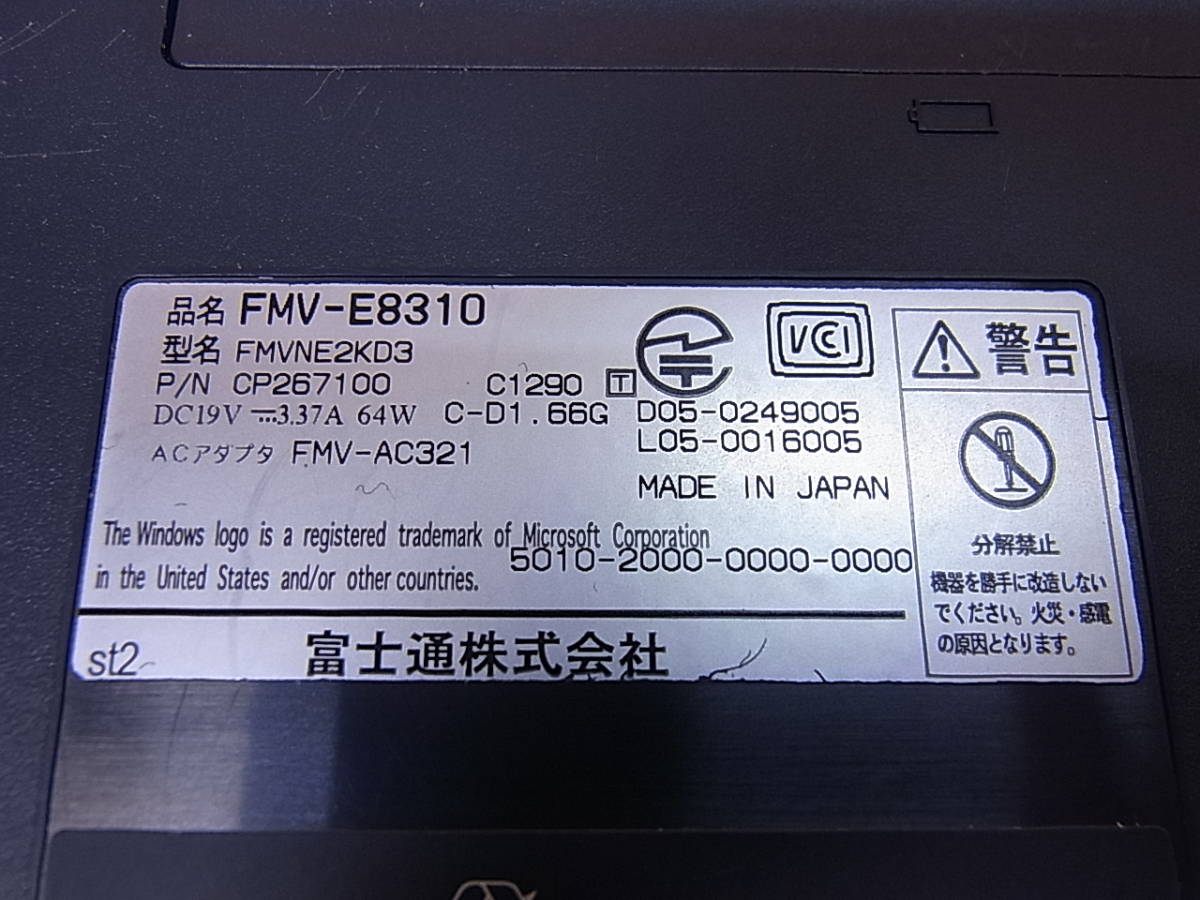 品名 FMV-E8310
型名 FMVNE2KD3
P/N CP267100 C1290 T
DC19V 3.37A 64W C-D1.66G D05-0249005
L05-0016005
ACアダプタ FMV-AC321
MADE IN JAPAN
The Windows logo is a registered trademark of Microsoft Corporation
in the United States and/or other countries.
5010-2000-0000-0000
st2
富士通株式会社
VCI
警告
分解禁止
機器を勝手に改造しない
でください。火災・感電
の原因となります。